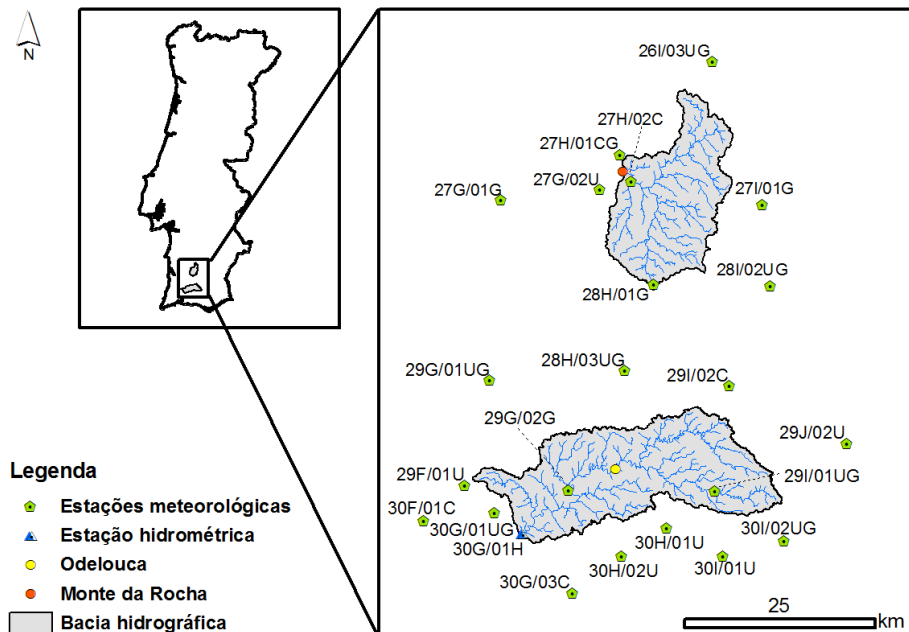 N
26I/03UG
27H/02C
27H/01CG
27G/02U
27G/01G
27I/01G
28I/02UG
28H/01G
29G/01UG
28H/03UG
29I/02C
29G/02G
29J/02U
29F/01U
29I/01UG
30F/01C
30G/01UG
30G/01H
30H/01U
30I/02UG
30G/03C
30H/02U
30I/01U
Legenda
Estações meteorológicas
Estação hidrométrica
Odelouca
Monte da Rocha
Bacia hidrográfica
25
km